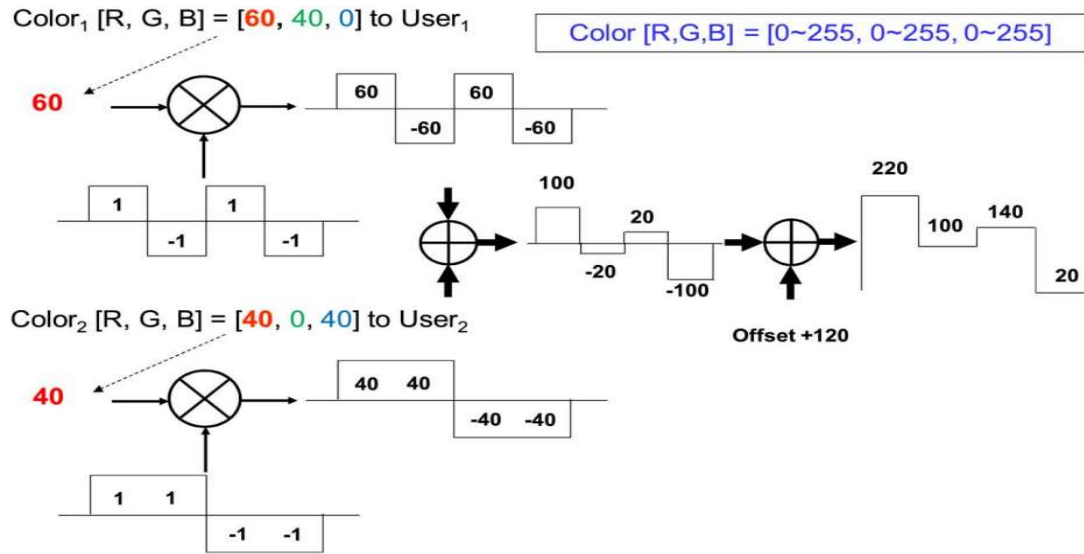 Color₁ [R, G, B] = [60, 40, 0] to User₁
Color [R,G,B] = [0~255, 0~255, 0~255]
60
60 -60 60 -60
1 -1 1 -1
100 -20 20 -100
220 100 140 20
Offset +120
Color₂ [R, G, B] = [40, 0, 40] to User₂
40
40 40 -40 -40
1 1 -1 -1